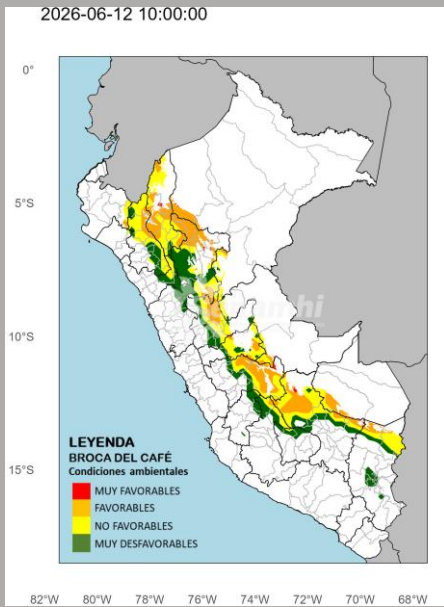 2026-06-12 10:00:00
0°
5°S
10°S
15°S
LEYENDA
BROCA DEL CAFÉ
Condiciones ambientales
MUY FAVORABLES
FAVORABLES
NO FAVORABLES
MUY DESFAVORABLES
82°W 80°W 78°W 76°W 74°W 72°W 70°W 68°W